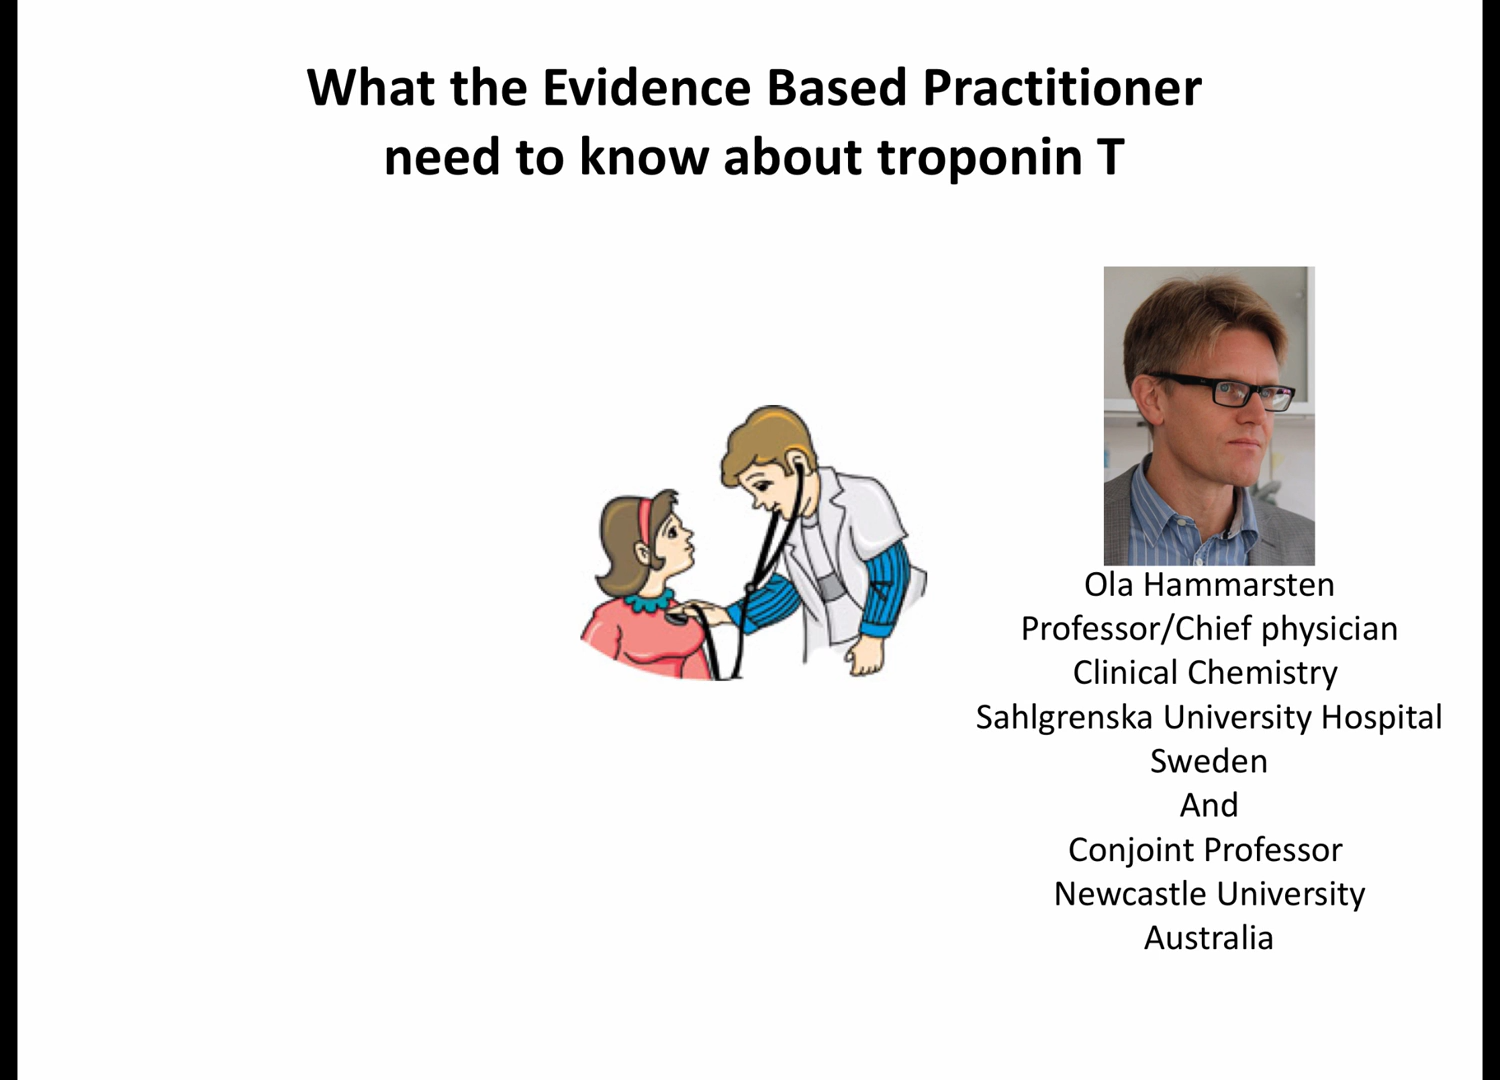 What the Evidence Based Practitioner
need to know about troponin T
Ola Hammarsten
Professor/Chief physician
Clinical Chemistry
Sahlgrenska University Hospital
Sweden
And
Conjoint Professor
Newcastle University
Australia